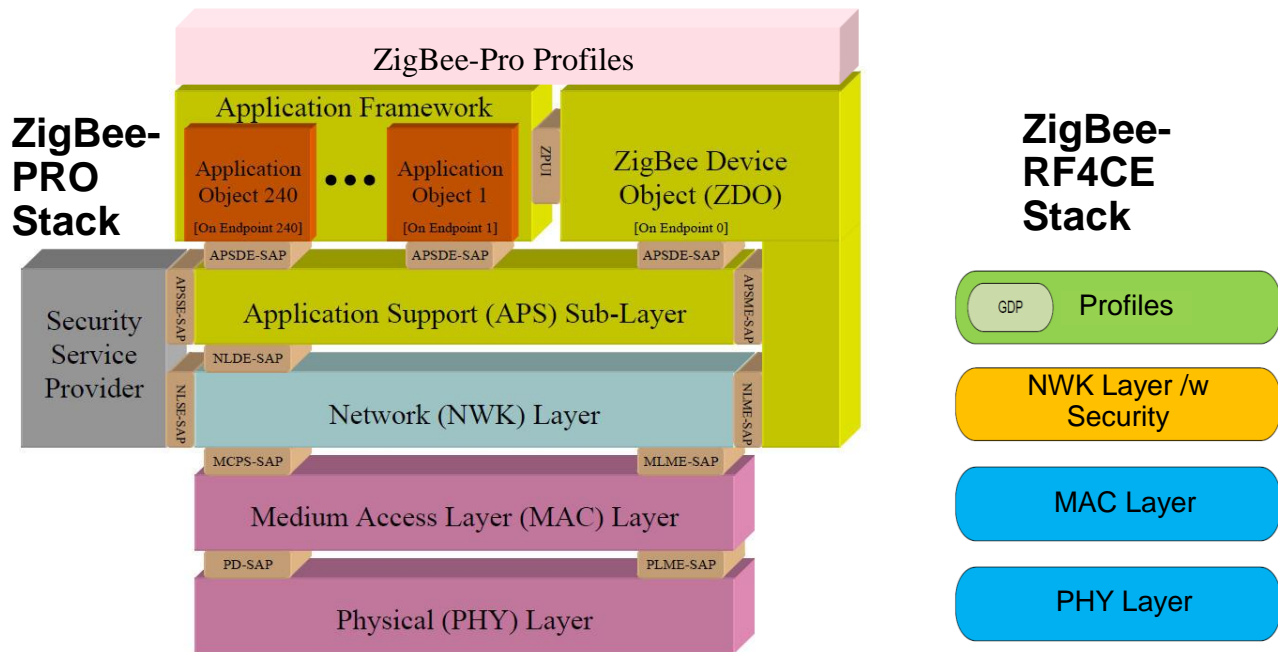 ZigBee-Pro Profiles
ZigBee-
PRO
Stack
Application Framework
Application
Object 240
[On Endpoint 240]
•••
Application
Object 1
[On Endpoint 1]
ZPUI
ZigBee Device
Object (ZDO)
[On Endpoint 0]
APSDE-SAP
APSDE-SAP
APSDE-SAP
Security
Service
Provider
APSSE-SAP
Application Support (APS) Sub-Layer
APSME-SAP
NLDE-SAP
NLSE-SAP
Network (NWK) Layer
NLME-SAP
MCPS-SAP
MLME-SAP
Medium Access Layer (MAC) Layer
PD-SAP
PLME-SAP
Physical (PHY) Layer
ZigBee-
RF4CE
Stack
GDP
Profiles
NWK Layer /w
Security
MAC Layer
PHY Layer